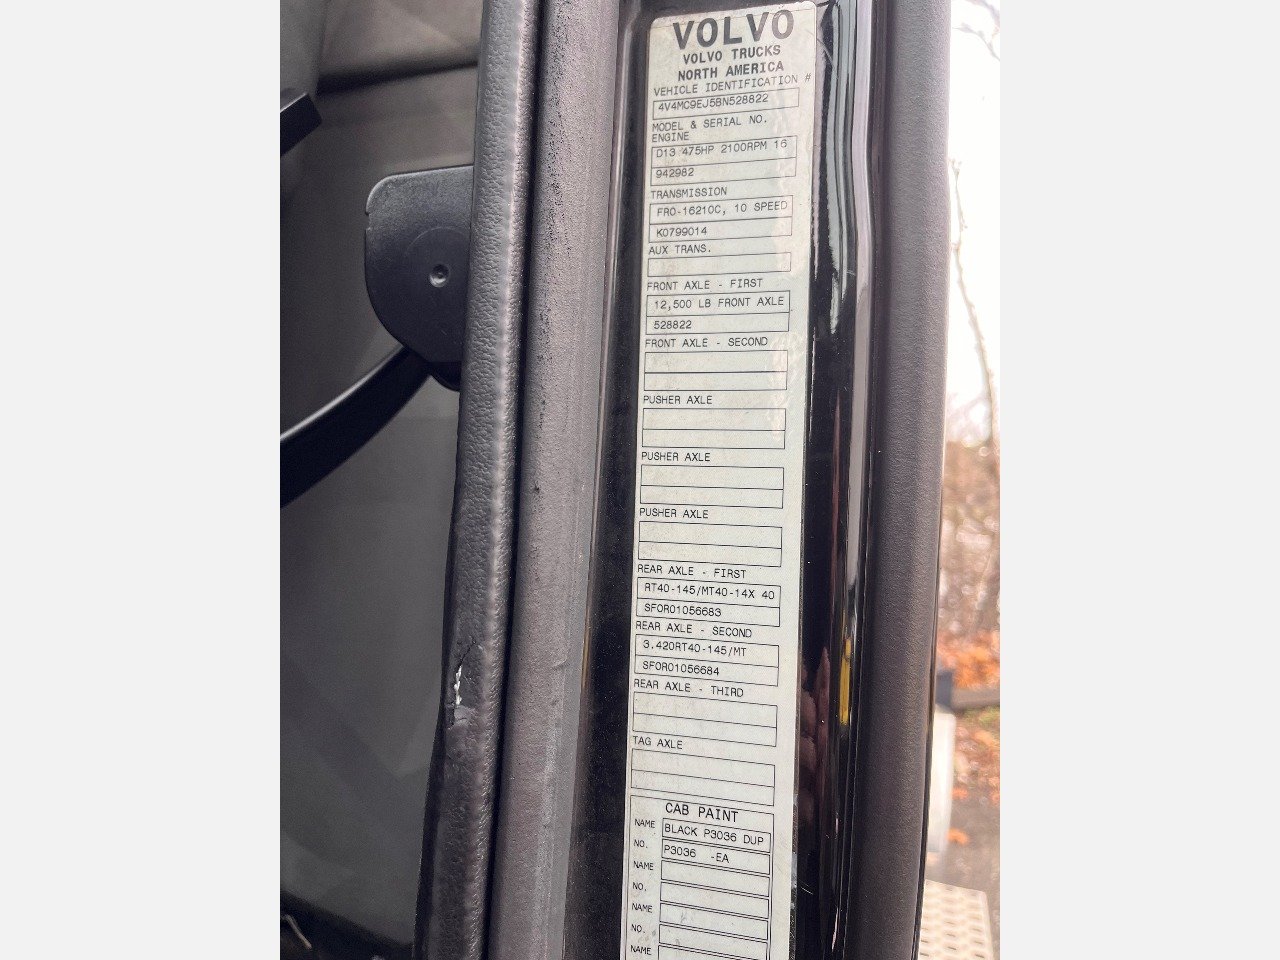 VOLVO
VOLVO TRUCKS
NORTH AMERICA
VEHICLE IDENTIFICATION #
4V4MC9EJ5BN528822
MODEL & SERIAL NO.
ENGINE
D13 475HP 2100RPM 16
942982
TRANSMISSION
FRO-16210C, 10 SPEED
K0799014
AUX TRANS.
FRONT AXLE - FIRST
12,500 LB FRONT AXLE
528822
FRONT AXLE - SECOND
PUSHER AXLE
PUSHER AXLE
PUSHER AXLE
REAR AXLE - FIRST
RT40-145/MT40-14X 40
SFOR01056683
REAR AXLE - SECOND
3.420RT40-145/MT
SFOR01056684
REAR AXLE - THIRD
TAG AXLE
CAB PAINT
NAME BLACK P3036 DUP
NO. P3036 -EA
NAME
NO.
NAME
NO.
NAME